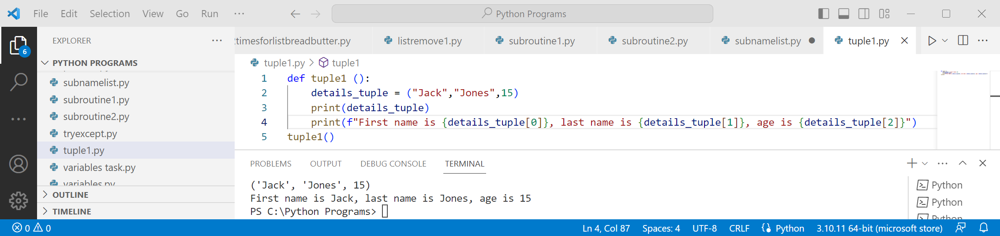 File Edit Selection View Go Run ··· Python Programs
timesforlistbreadbutter.py listremove1.py subroutine1.py subroutine2.py subnamelist.py tuple1.py
EXPLORER
6
PYTHON PROGRAMS
subnamelist.py
subroutine1.py
subroutine2.py
tryexcept.py
tuple1.py
variables task.py
variables.py
OUTLINE
TIMELINE
tuple1.py > tuple1
1 def tuple1 ():
2 details_tuple = ("Jack","Jones",15)
3 print(details_tuple)
4 print(f"First name is {details_tuple[0]}, last name is {details_tuple[1]}, age is {details_tuple[2]}")
5 tuple1()
PROBLEMS OUTPUT DEBUG CONSOLE TERMINAL
('Jack', 'Jones', 15)
First name is Jack, last name is Jones, age is 15
PS C:\Python Programs>
Python
Python
Python
0 0 Ln 4, Col 87 Spaces: 4 UTF-8 CRLF Python 3.10.11 64-bit (microsoft store)